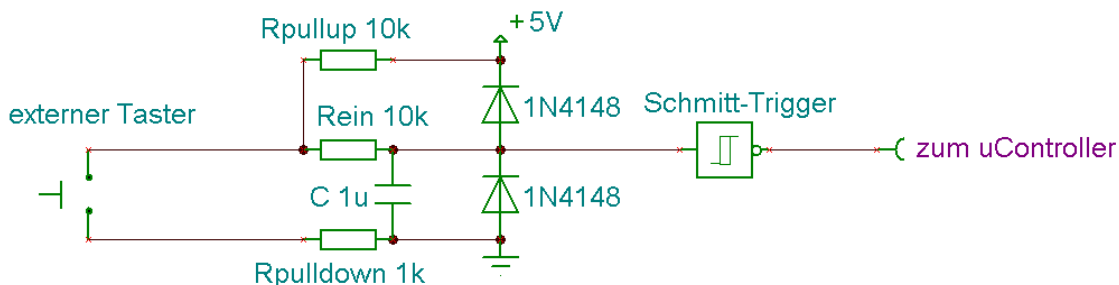 +5V
Rpullup 10k
1N4148
Schmitt-Trigger
externer Taster
Rein 10k
zum uController
C 1u
1N4148
Rpulldown 1k